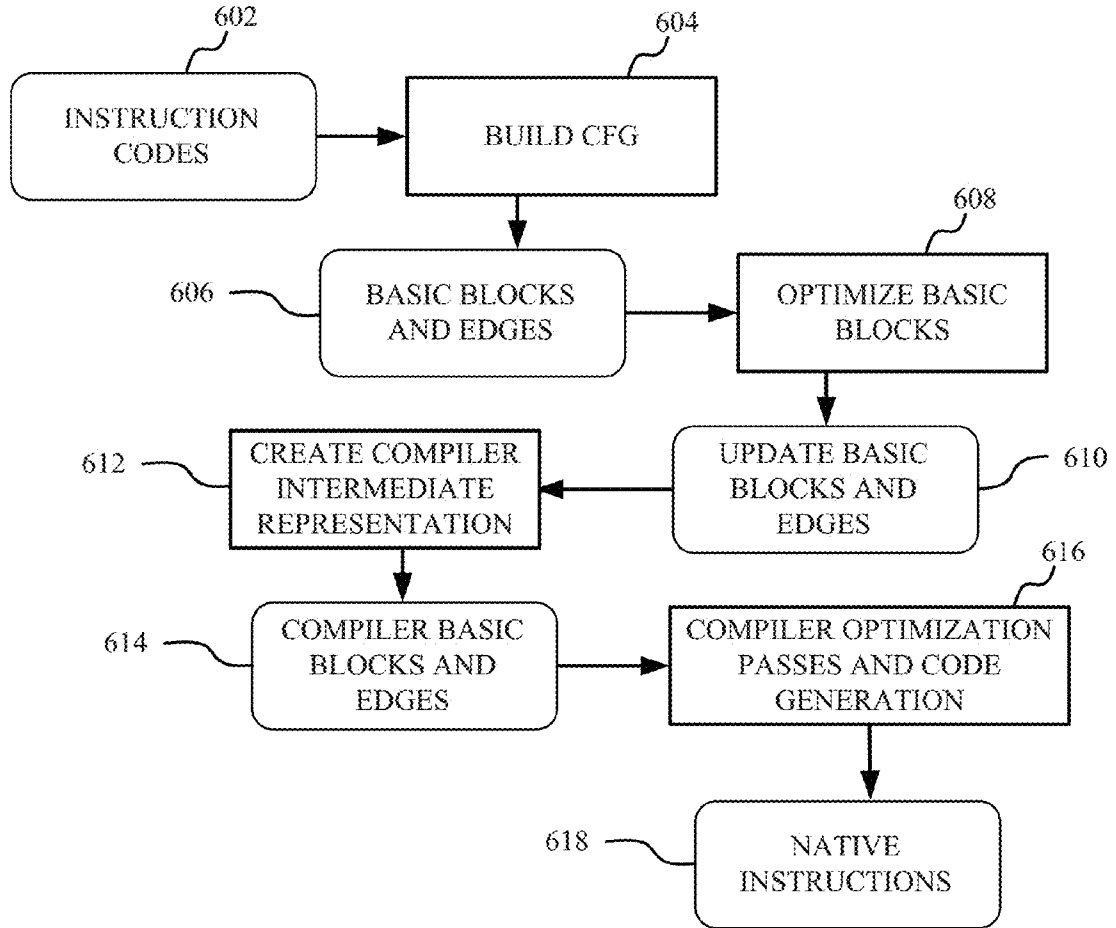 602
604
INSTRUCTION
CODES
BUILD CFG
608
606
BASIC BLOCKS
AND EDGES
OPTIMIZE BASIC
BLOCKS
612
CREATE COMPILER
INTERMEDIATE
REPRESENTATION
UPDATE BASIC
BLOCKS AND
EDGES
610
616
614
COMPILER BASIC
BLOCKS AND
EDGES
COMPILER OPTIMIZATION
PASSES AND CODE
GENERATION
618
NATIVE
INSTRUCTIONS